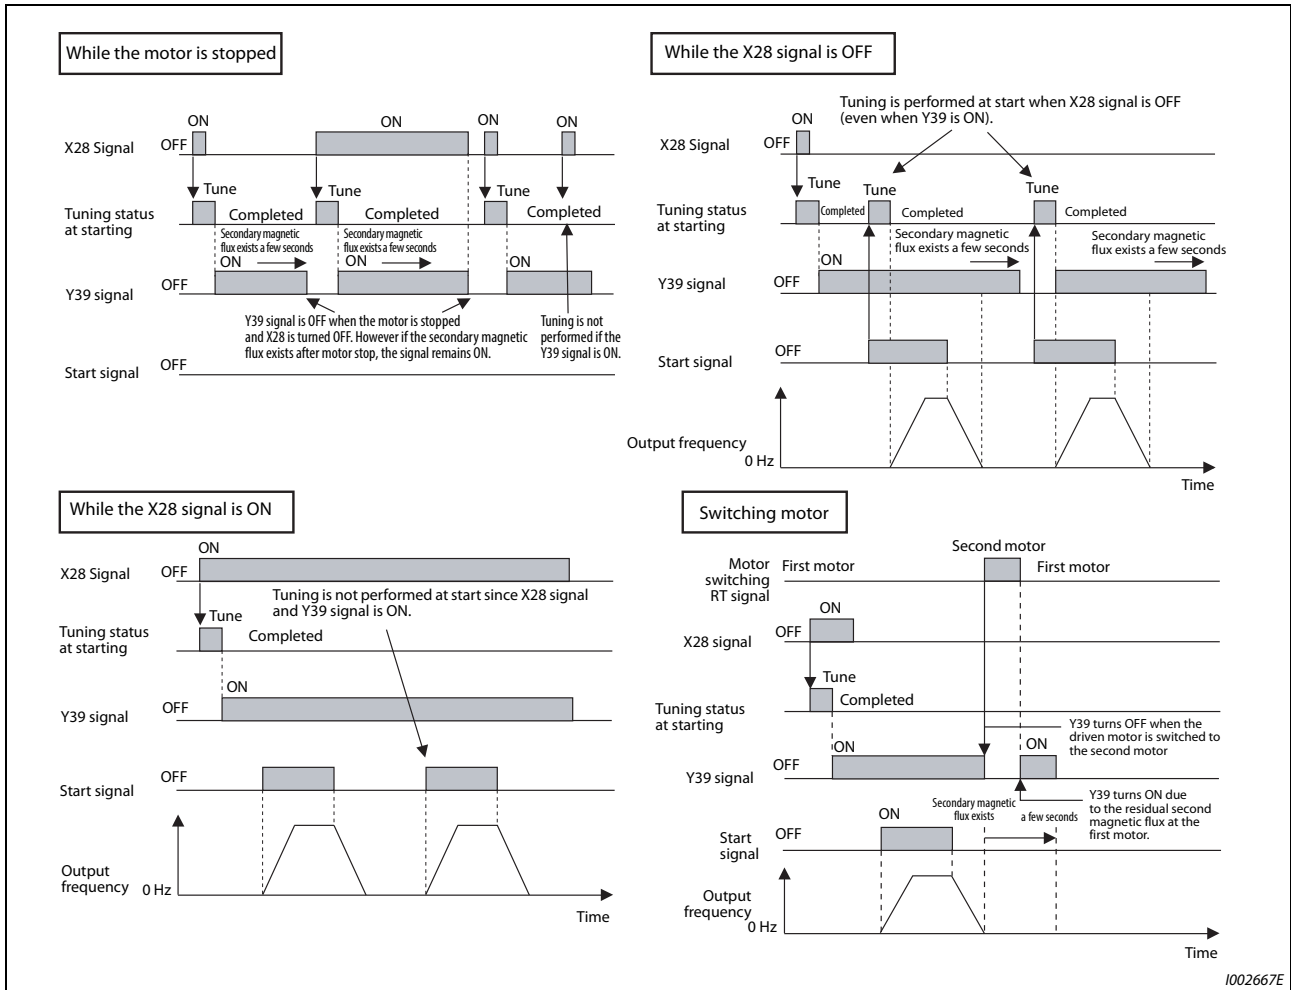 While the motor is stopped
ON
ON
ON
ON
X28 Signal
OFF
Tune
Tune
Tune
Tuning status
at starting
Completed
Completed
Completed
Secondary magnetic
flux exists a few seconds
Secondary magnetic
flux exists a few seconds
ON
ON
ON
Y39 signal
OFF
Y39 signal is OFF when the motor is stopped
and X28 is turned OFF. However if the secondary magnetic
flux exists after motor stop, the signal remains ON.
Tuning is not
performed if the
Y39 signal is ON.
Start signal
OFF
While the X28 signal is OFF
Tuning is performed at start when X28 signal is OFF
(even when Y39 is ON).
ON
X28 Signal
OFF
Tune
Tune
Tune
Tuning status
at starting
Completed
Completed
Completed
Secondary magnetic
flux exists a few seconds
Secondary magnetic
flux exists a few seconds
ON
Y39 signal
OFF
Start signal
OFF
Output frequency
0 Hz
Time
While the X28 signal is ON
ON
X28 Signal
OFF
Tuning is not performed at start since X28 signal
and Y39 signal is ON.
Tune
Tuning status
at starting
Completed
ON
Y39 signal
OFF
Start signal
OFF
Output
frequency
0 Hz
Time
Switching motor
Second motor
Motor
switching
RT signal
First motor
First motor
ON
X28 signal
OFF
Tune
Tuning status
at starting
Completed
Y39 turns OFF when the
driven motor is switched to
the second motor
ON
ON
Y39 signal
OFF
Y39 turns ON due
to the residual second
magnetic flux at the
first motor.
Secondary magnetic
flux exists
a few seconds
ON
Start
signal
OFF
Output
frequency
0 Hz
Time
I002667E